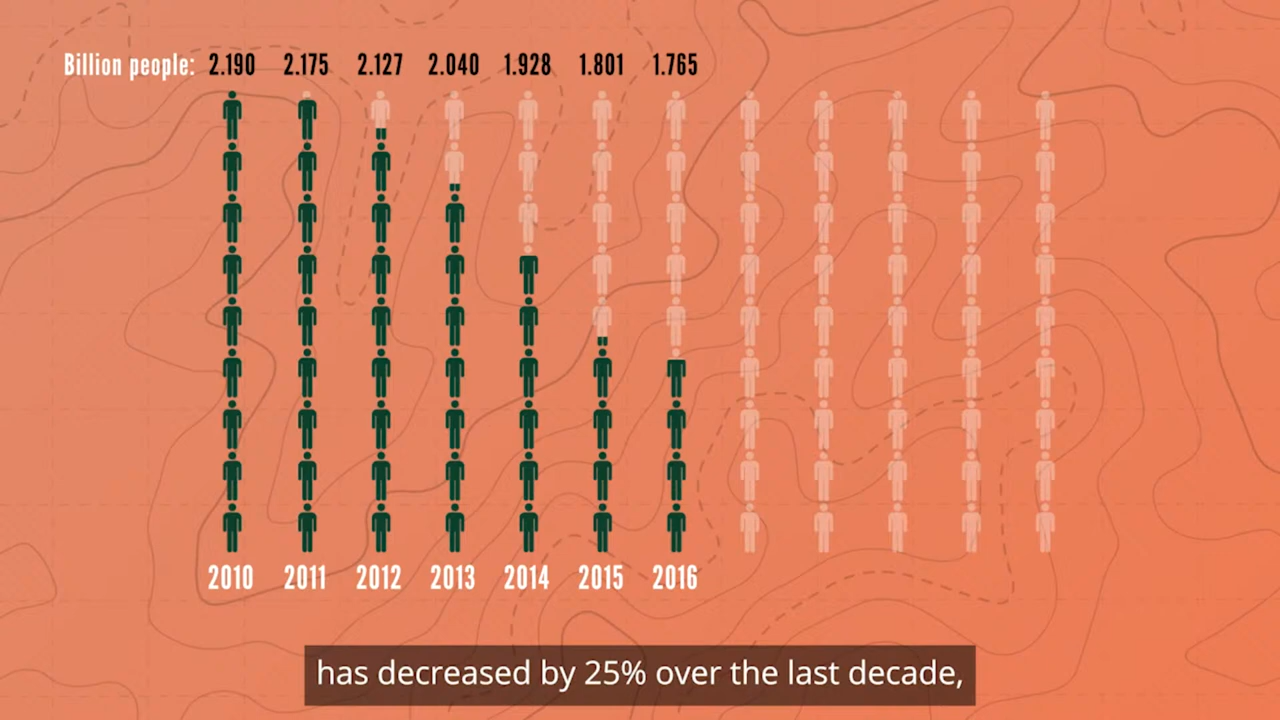 Billion people: 2.190 2.175 2.127 2.040 1.928 1.801 1.765
2010 2011 2012 2013 2014 2015 2016
has decreased by 25% over the last decade,